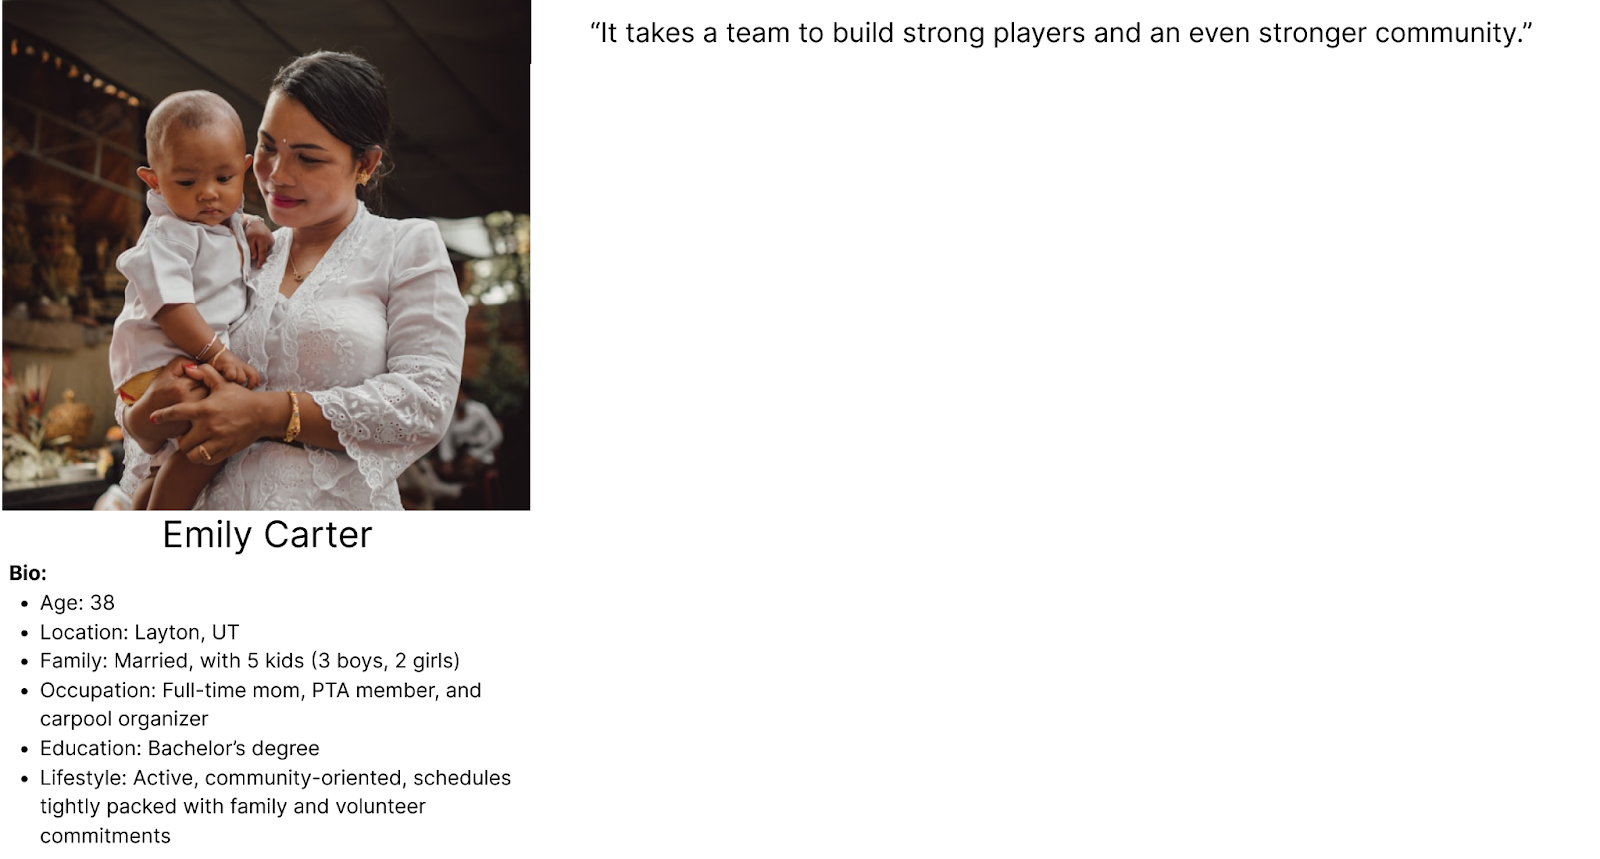 “It takes a team to build strong players and an even stronger community.”
Emily Carter
Bio:
• Age: 38
• Location: Layton, UT
• Family: Married, with 5 kids (3 boys, 2 girls)
• Occupation: Full-time mom, PTA member, and
carpool organizer
• Education: Bachelor’s degree
• Lifestyle: Active, community-oriented, schedules
tightly packed with family and volunteer
commitments